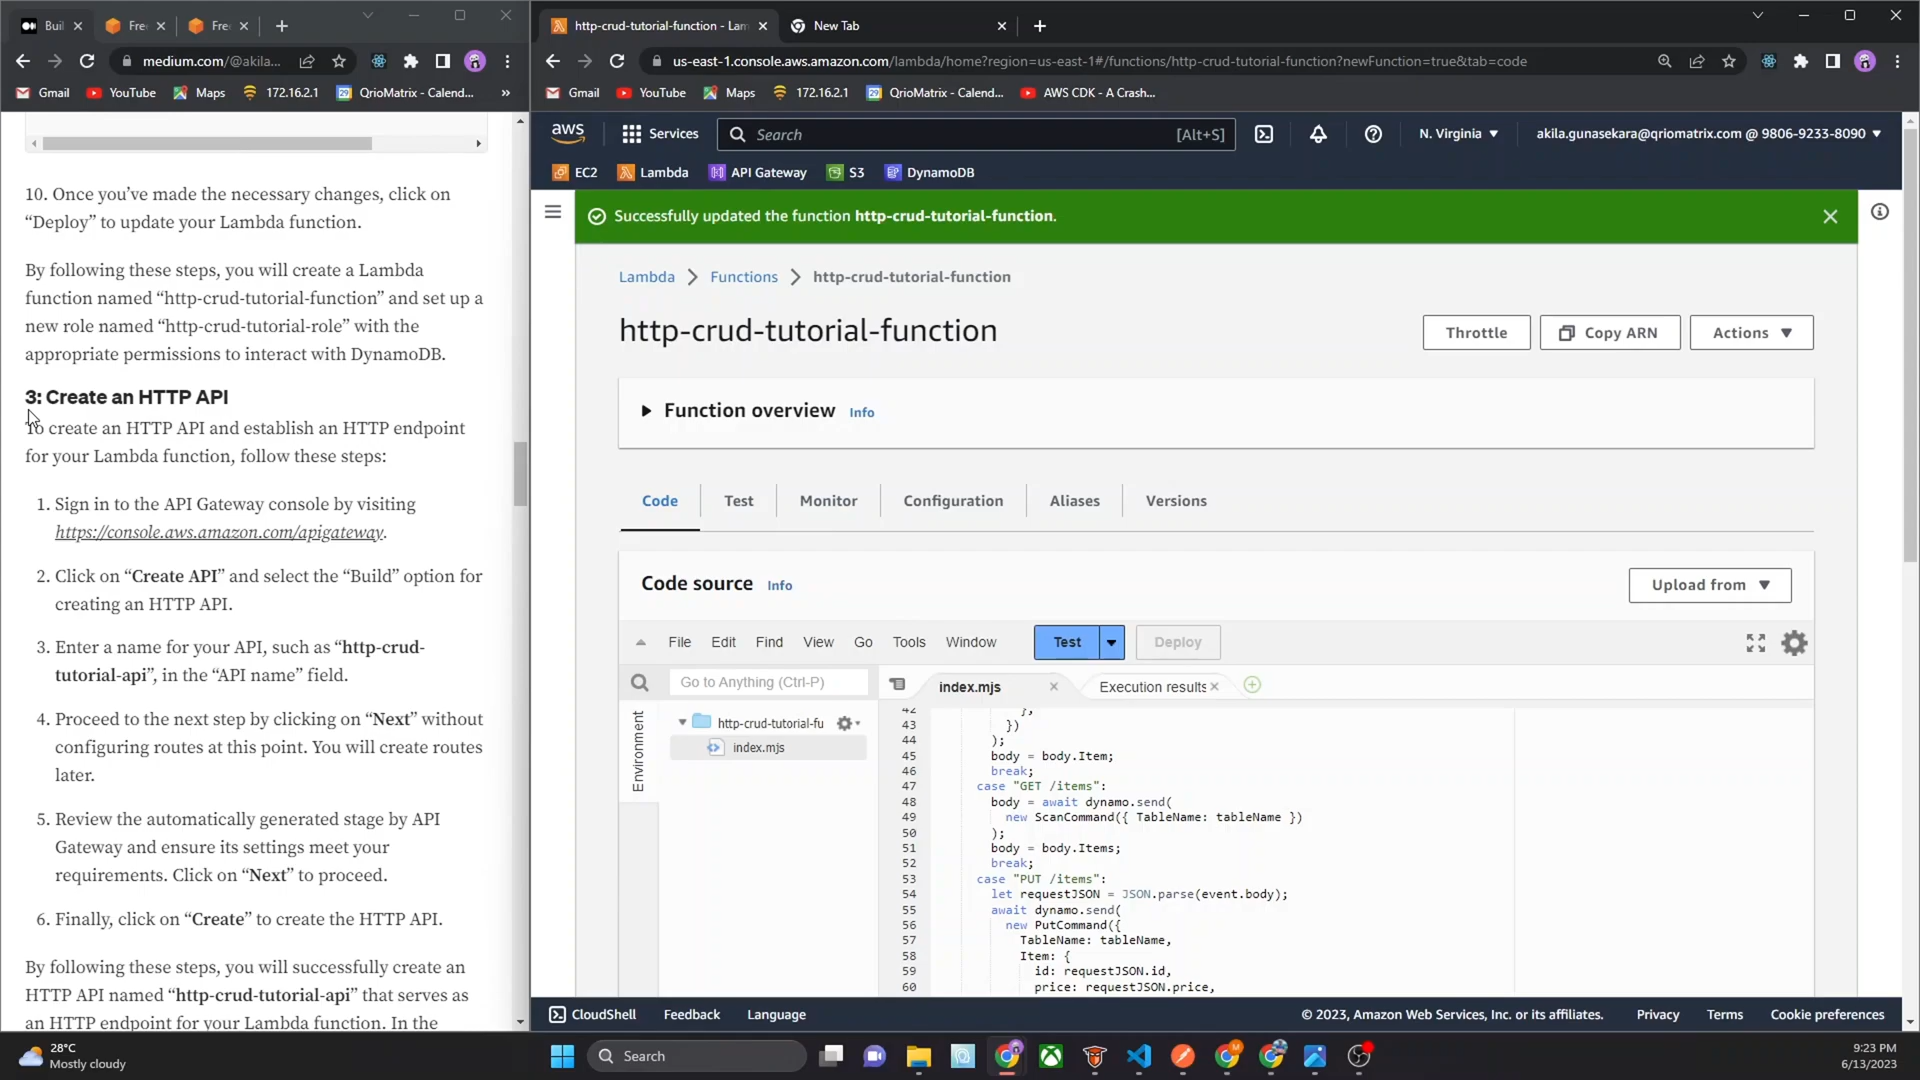 Buil
Free
Free
medium.com/@akila...
Gmail
YouTube
Maps
172.16.2.1
QrioMatrix - Calend...
»
10. Once you've made the necessary changes, click on
“Deploy” to update your Lambda function.
By following these steps, you will create a Lambda
function named “http-crud-tutorial-function” and set up a
new role named “http-crud-tutorial-role” with the
appropriate permissions to interact with DynamoDB.
3: Create an HTTP API
To create an HTTP API and establish an HTTP endpoint
for your Lambda function, follow these steps:
1. Sign in to the API Gateway console by visiting
https://console.aws.amazon.com/apigateway.
2. Click on “Create API” and select the “Build” option for
creating an HTTP API.
3. Enter a name for your API, such as “http-crud-
tutorial-api”, in the “API name” field.
4. Proceed to the next step by clicking on “Next” without
configuring routes at this point. You will create routes
later.
5. Review the automatically generated stage by API
Gateway and ensure its settings meet your
requirements. Click on “Next” to proceed.
6. Finally, click on “Create” to create the HTTP API.
By following these steps, you will successfully create an
HTTP API named “http-crud-tutorial-api” that serves as
an HTTP endpoint for your Lambda function. In the
http-crud-tutorial-function - Lam
New Tab
us-east-1.console.aws.amazon.com/lambda/home?region=us-east-1#/functions/http-crud-tutorial-function?newFunction=true&tab=code
Gmail
YouTube
Maps
172.16.2.1
QrioMatrix - Calend...
AWS CDK - A Crash...
aws
Services
Search
[Alt+S]
N. Virginia
akila.gunasekara@qriomatrix.com @ 9806-9233-8090
EC2
Lambda
API Gateway
S3
DynamoDB
Successfully updated the function http-crud-tutorial-function.
Lambda
Functions
http-crud-tutorial-function
http-crud-tutorial-function
Throttle
Copy ARN
Actions
Function overview
Info
Code
Test
Monitor
Configuration
Aliases
Versions
Code source
Info
Upload from
File
Edit
Find
View
Go
Tools
Window
Test
Deploy
Go to Anything (Ctrl-P)
index.mjs
Execution results
Environment
http-crud-tutorial-fu
index.mjs
42 },
43 })
44 );
45 body = body.Item;
46 break;
47 case "GET /items":
48 body = await dynamo.send(
49 new ScanCommand({ TableName: tableName })
50 );
51 body = body.Items;
52 break;
53 case "PUT /items":
54 let requestJSON = JSON.parse(event.body);
55 await dynamo.send(
56 new PutCommand({
57 TableName: tableName,
58 Item: {
59 id: requestJSON.id,
60 price: requestJSON.price,
CloudShell
Feedback
Language
© 2023, Amazon Web Services, Inc. or its affiliates.
Privacy
Terms
Cookie preferences
28°C
Mostly cloudy
Search
9:23 PM
6/13/2023